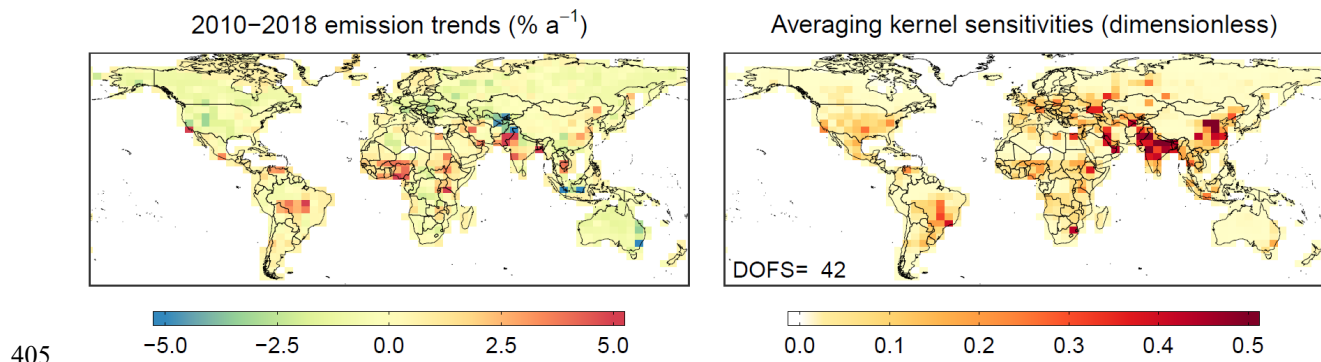 2010−2018 emission trends (% a−1)
Averaging kernel sensitivities (dimensionless)
DOFS= 42
−5.0 −2.5 0.0 2.5 5.0
0.0 0.1 0.2 0.3 0.4 0.5
405